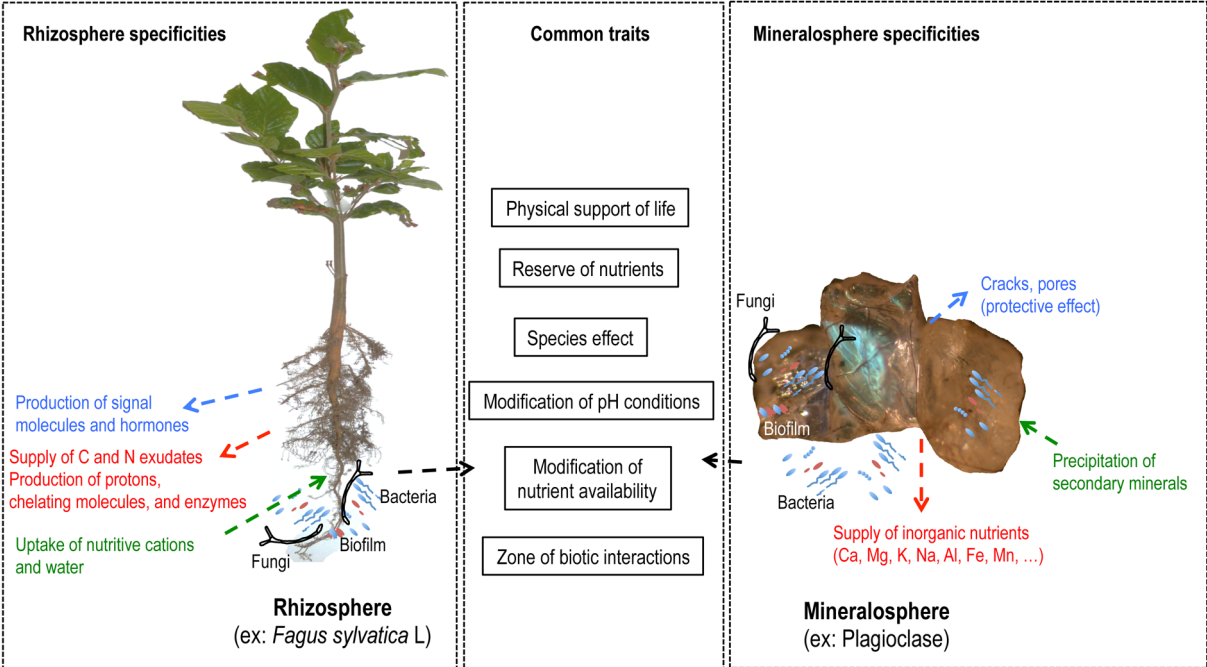 Rhizosphere specificities
Production of signal
molecules and hormones
Supply of C and N exudates
Production of protons,
chelating molecules, and enzymes
Uptake of nutritive cations
and water
Bacteria
Biofilm
Fungi
Rhizosphere
(ex: Fagus sylvatica L)
Common traits
Physical support of life
Reserve of nutrients
Species effect
Modification of pH conditions
Modification of
nutrient availability
Zone of biotic interactions
Mineralosphere specificities
Cracks, pores
(protective effect)
Fungi
Biofilm
Bacteria
Precipitation of
secondary minerals
Supply of inorganic nutrients
(Ca, Mg, K, Na, Al, Fe, Mn, …)
Mineralosphere
(ex: Plagioclase)